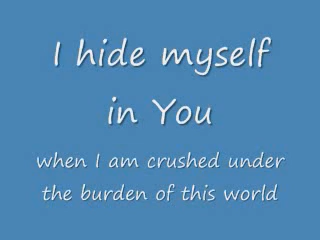 I hide myself
in You
when I am crushed under
the burden of this world